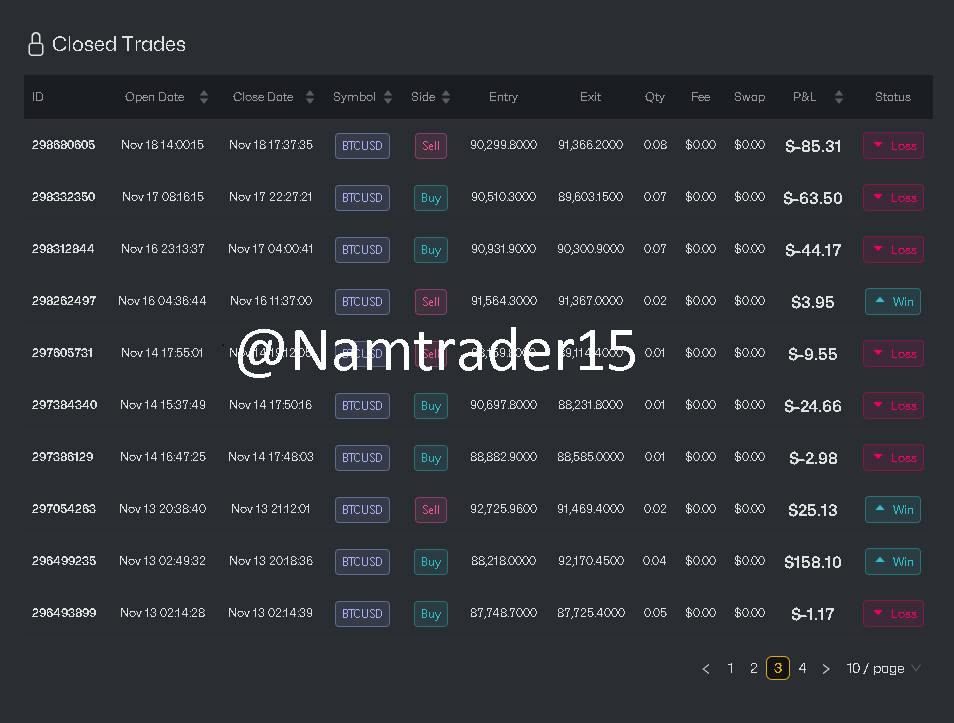 Closed Trades
ID Open Date Close Date Symbol Side Entry Exit Qty Fee Swap P&L Status
298680605 Nov 18 14:00:15 Nov 18 17:37:35 BTCUSD Sell 90,299.8000 91,366.2000 0.08 $0.00 $0.00 $-85.31 Loss
298332350 Nov 17 08:16:15 Nov 17 22:27:21 BTCUSD Buy 90,510.3000 89,603.1500 0.07 $0.00 $0.00 $-63.50 Loss
298312844 Nov 16 23:13:37 Nov 17 04:00:41 BTCUSD Buy 90,931.9000 90,300.9000 0.07 $0.00 $0.00 $-44.17 Loss
298262497 Nov 16 04:36:44 Nov 16 11:37:00 BTCUSD Sell 91,564.3000 91,367.0000 0.02 $0.00 $0.00 $3.95 Win
297605731 Nov 14 17:55:01 Nov 14 BTCUSD Sell 0.01 $0.00 $0.00 $-9.55 Loss
@Namtrader15
297384340 Nov 14 15:37:49 Nov 14 17:50:16 BTCUSD Buy 90,697.8000 88,231.8000 0.01 $0.00 $0.00 $-24.66 Loss
297386129 Nov 14 16:47:25 Nov 14 17:48:03 BTCUSD Buy 88,882.9000 88,585.0000 0.01 $0.00 $0.00 $-2.98 Loss
297054263 Nov 13 20:38:40 Nov 13 21:12:01 BTCUSD Sell 92,725.9600 91,469.4000 0.02 $0.00 $0.00 $25.13 Win
296499235 Nov 13 02:49:32 Nov 13 20:18:36 BTCUSD Buy 88,218.0000 92,170.4500 0.04 $0.00 $0.00 $158.10 Win
296493899 Nov 13 02:14:28 Nov 13 02:14:39 BTCUSD Buy 87,748.7000 87,725.4000 0.05 $0.00 $0.00 $-1.17 Loss
< 1 2 3 4 > 10 / page